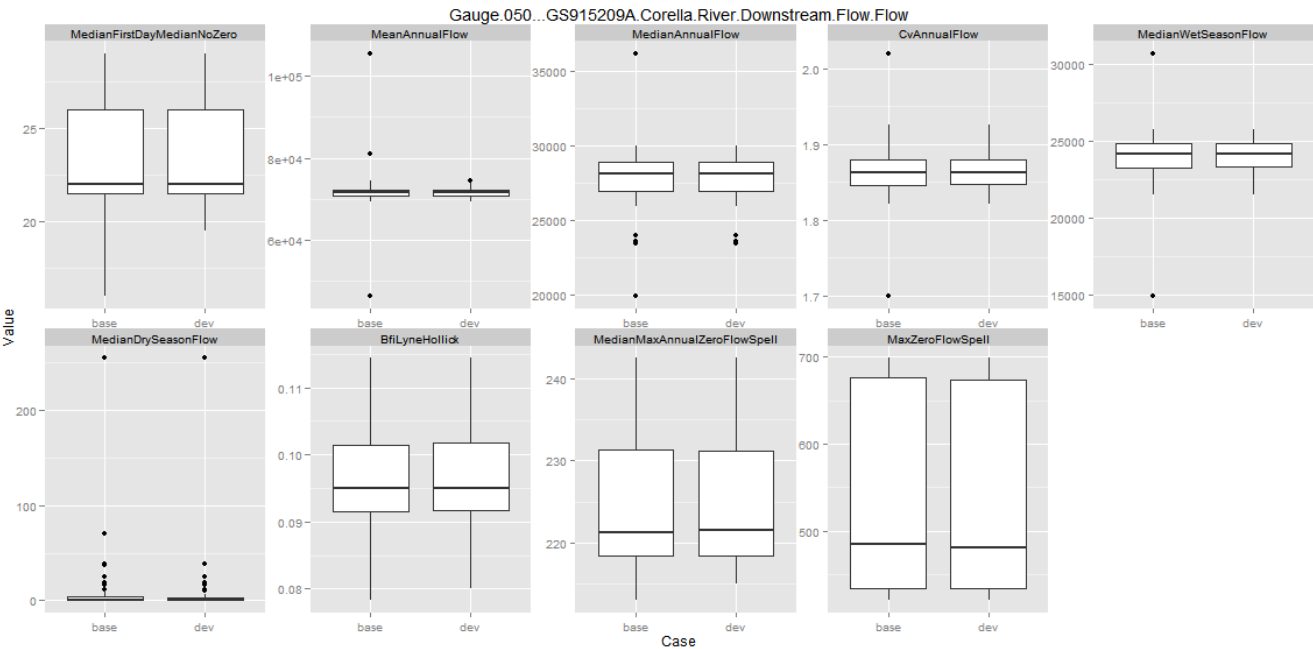 Gauge.050...GS915209A.Corella.River.Downstream.Flow.Flow
MedianFirstDayMedianNoZero
25
20
base dev
MeanAnnualFlow
1e+05
8e+04
6e+04
base dev
MedianAnnualFlow
35000
30000
25000
20000
base dev
CvAnnualFlow
2.0
1.9
1.8
1.7
base dev
MedianWetSeasonFlow
30000
25000
20000
15000
base dev
Value
MedianDrySeasonFlow
200
100
0
base dev
BfiLyneHollick
0.11
0.10
0.09
0.08
base dev
MedianMaxAnnualZeroFlowSpell
240
230
220
base dev
MaxZeroFlowSpell
700
600
500
base dev
Case